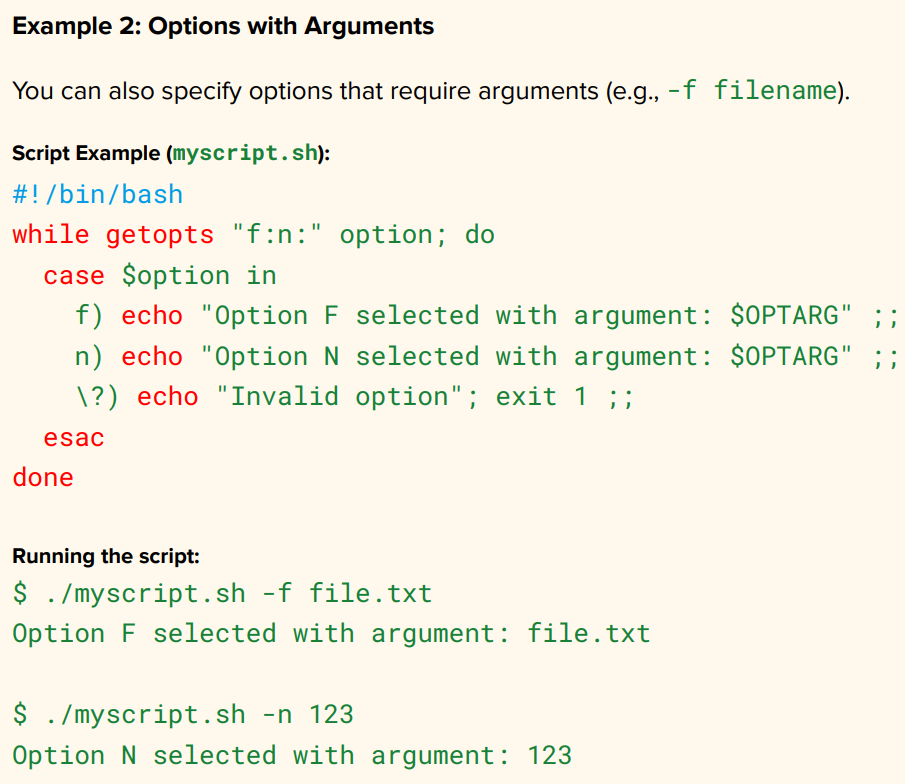 Example 2: Options with Arguments
You can also specify options that require arguments (e.g., -f filename).
Script Example (myscript.sh):
#!/bin/bash
while getopts "f:n:" option; do
  case $option in
    f) echo "Option F selected with argument: $OPTARG" ;;
    n) echo "Option N selected with argument: $OPTARG" ;;
    \?) echo "Invalid option"; exit 1 ;;
  esac
done
Running the script:
$ ./myscript.sh -f file.txt
Option F selected with argument: file.txt
$ ./myscript.sh -n 123
Option N selected with argument: 123